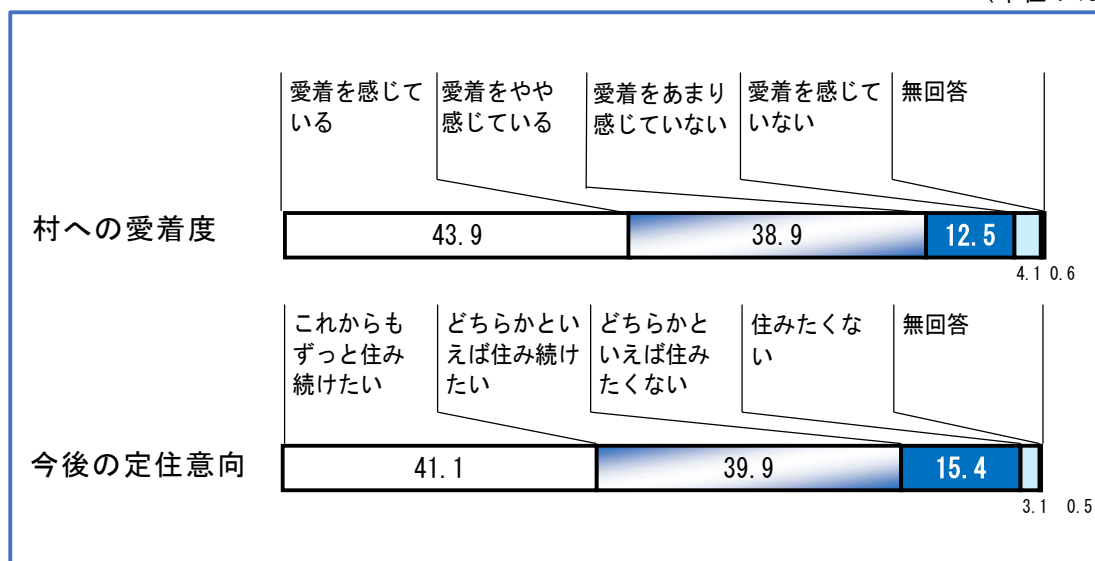 愛着を感じて
いる
愛着をやや
感じている
愛着をあまり
感じていない
愛着を感じて
いない
無回答
村への愛着度
43.9
38.9
12.5
4.1
0.6
これからも
ずっと住み
続けたい
どちらかとい
えば住み続け
たい
どちらかと
いえば住み
たくない
住みたくな
い
無回答
今後の定住意向
41.1
39.9
15.4
3.1
0.5